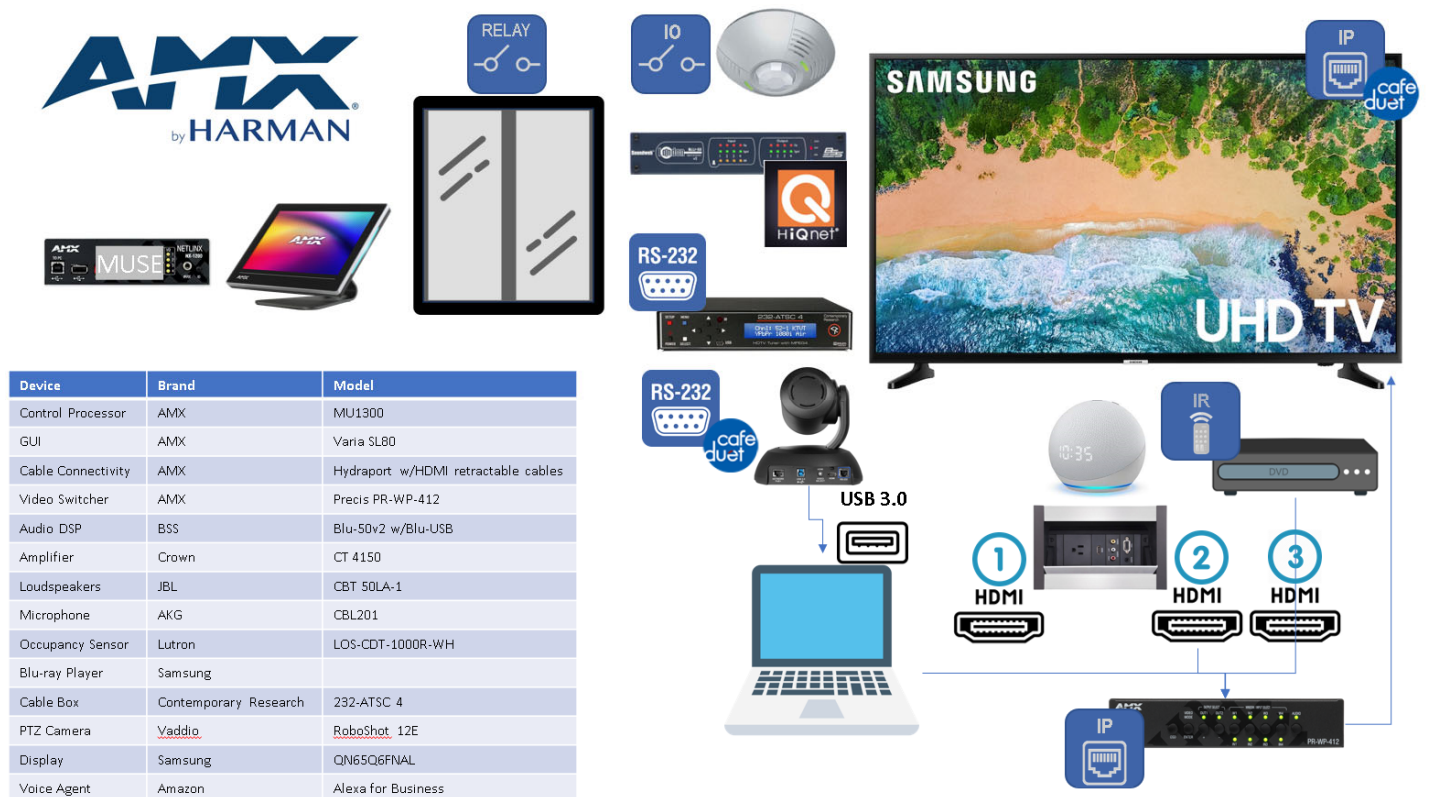 AMX
by HARMAN
RELAY
IO
IP
cafe
duet
SAMSUNG
UHD TV
HiQnet
AMX
MUSE
NETLINX
AMX
RS-232
232-ATSC 4
HDTV Tuner with MPEG4
RS-232
cafe
duet
USB 3.0
10:35
IR
DVD
1
HDMI
2
HDMI
3
HDMI
AMX
PR-WP-412
IP
Device Brand Model
Control Processor AMX MU1300
GUI AMX Varia SL80
Cable Connectivity AMX Hydraport w/HDMI retractable cables
Video Switcher AMX Precis PR-WP-412
Audio DSP BSS Blu-50v2 w/Blu-USB
Amplifier Crown CT 4150
Loudspeakers JBL CBT 50LA-1
Microphone AKG CBL201
Occupancy Sensor Lutron LOS-CDT-1000R-WH
Blu-ray Player Samsung
Cable Box Contemporary Research 232-ATSC 4
PTZ Camera Vaddio RoboShot 12E
Display Samsung QN65Q6FNAL
Voice Agent Amazon Alexa for Business